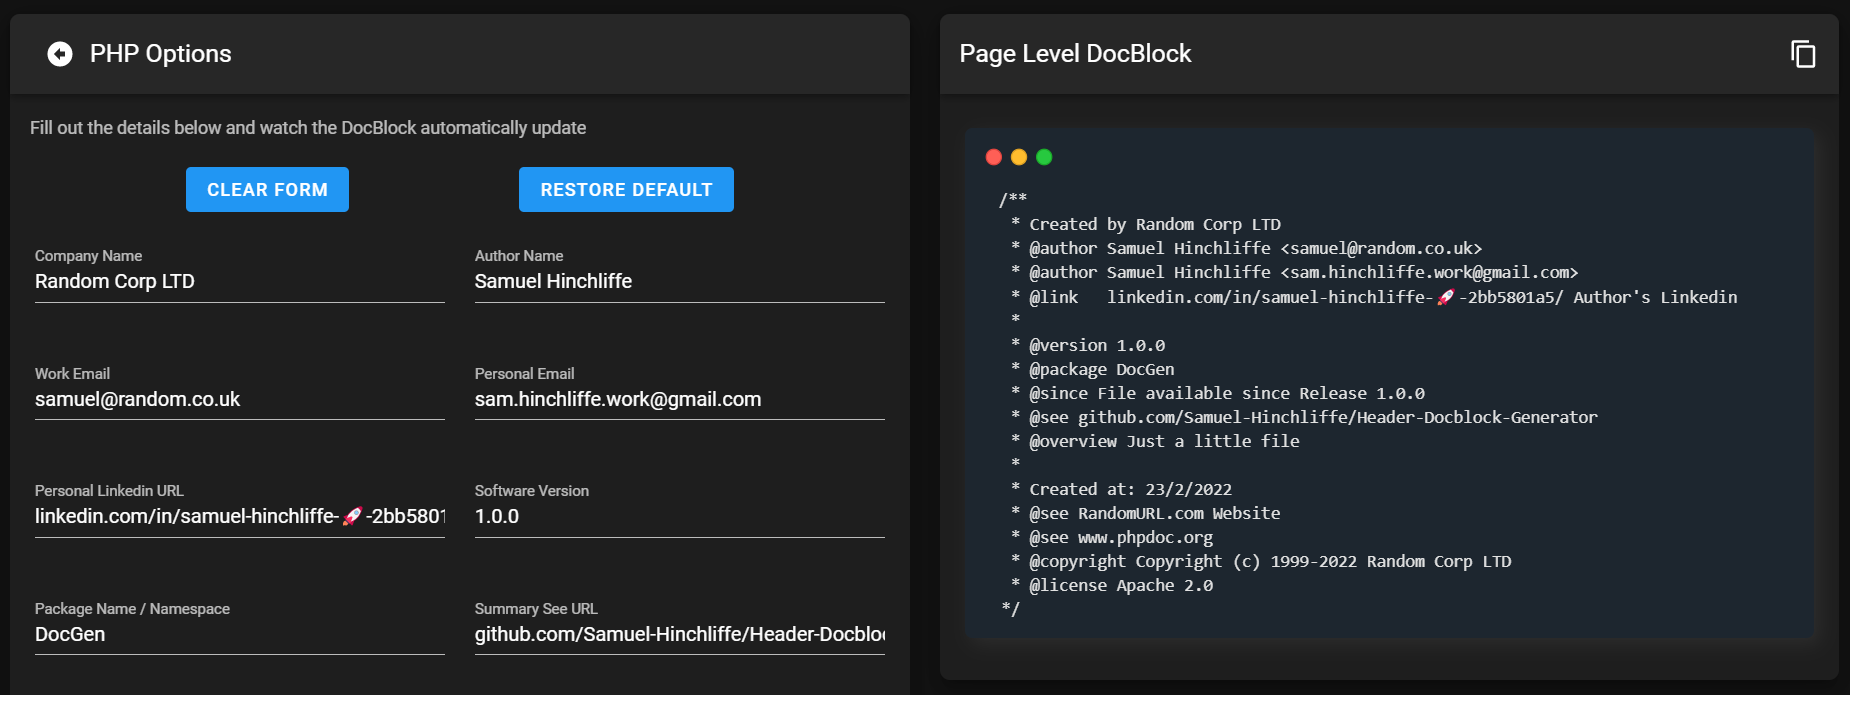 PHP Options
Fill out the details below and watch the DocBlock automatically update
CLEAR FORM
RESTORE DEFAULT
Company Name
Random Corp LTD
Author Name
Samuel Hinchliffe
Work Email
samuel@random.co.uk
Personal Email
sam.hinchliffe.work@gmail.com
Personal Linkedin URL
linkedin.com/in/samuel-hinchliffe-🚀-2bb5801
Software Version
1.0.0
Package Name / Namespace
DocGen
Summary See URL
github.com/Samuel-Hinchliffe/Header-Docbloc
Page Level DocBlock
/**
 * Created by Random Corp LTD
 * @author Samuel Hinchliffe <samuel@random.co.uk>
 * @author Samuel Hinchliffe <sam.hinchliffe.work@gmail.com>
 * @link   linkedin.com/in/samuel-hinchliffe-🚀-2bb5801a5/ Author's Linkedin
 *
 * @version 1.0.0
 * @package DocGen
 * @since File available since Release 1.0.0
 * @see github.com/Samuel-Hinchliffe/Header-Docblock-Generator
 * @overview Just a little file
 *
 * Created at: 23/2/2022
 * @see RandomURL.com Website
 * @see www.phpdoc.org
 * @copyright Copyright (c) 1999-2022 Random Corp LTD
 * @license Apache 2.0
*/